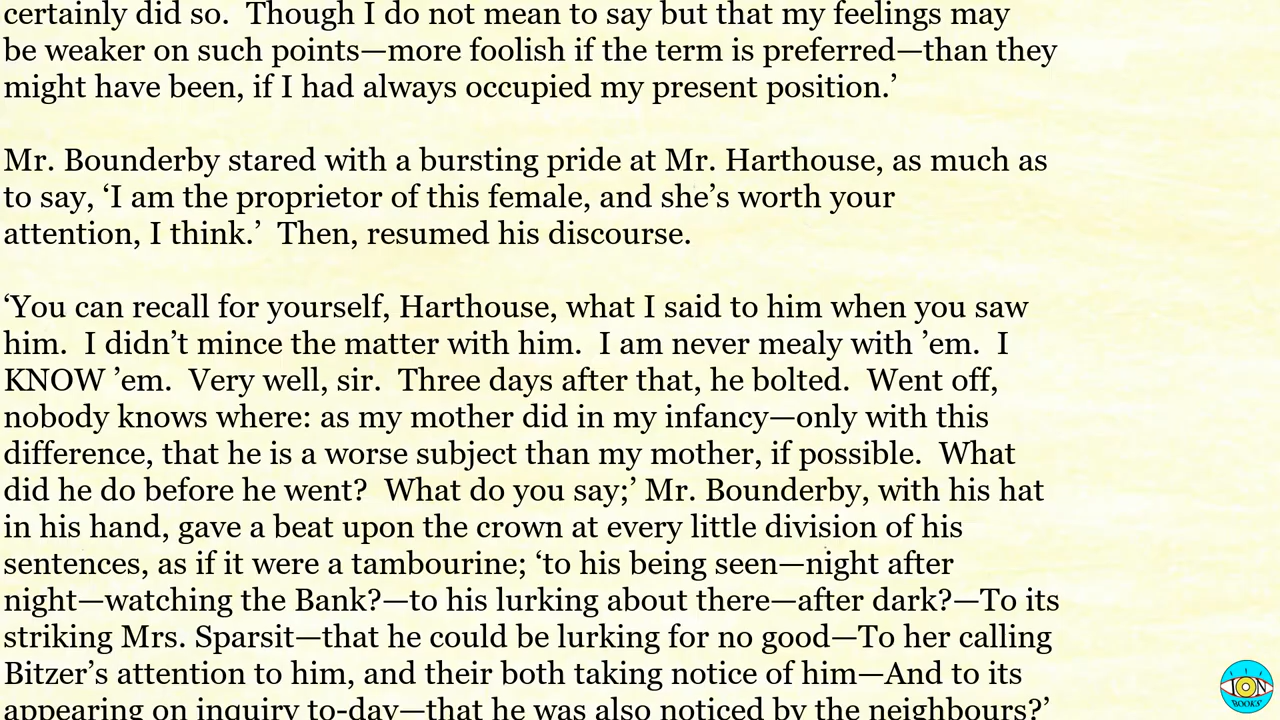 certainly did so.  Though I do not mean to say but that my feelings may
be weaker on such points—more foolish if the term is preferred—than they
might have been, if I had always occupied my present position.’
Mr. Bounderby stared with a bursting pride at Mr. Harthouse, as much as
to say, ‘I am the proprietor of this female, and she’s worth your
attention, I think.’  Then, resumed his discourse.
‘You can recall for yourself, Harthouse, what I said to him when you saw
him.  I didn’t mince the matter with him.  I am never mealy with ’em.  I
KNOW ’em.  Very well, sir.  Three days after that, he bolted.  Went off,
nobody knows where: as my mother did in my infancy—only with this
difference, that he is a worse subject than my mother, if possible.  What
did he do before he went?  What do you say;’ Mr. Bounderby, with his hat
in his hand, gave a beat upon the crown at every little division of his
sentences, as if it were a tambourine; ‘to his being seen—night after
night—watching the Bank?—to his lurking about there—after dark?—To its
striking Mrs. Sparsit—that he could be lurking for no good—To her calling
Bitzer’s attention to him, and their both taking notice of him—And to its
appearing on inquiry to-day—that he was also noticed by the neighbours?’
ION
BOOKS